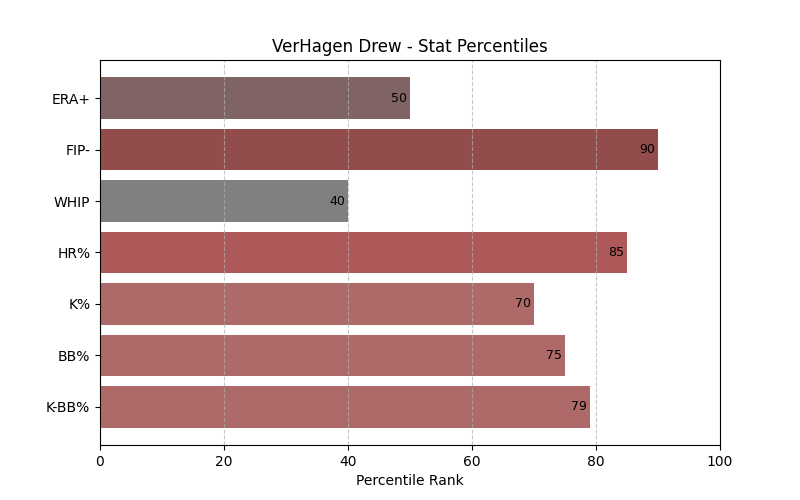 VerHagen Drew - Stat Percentiles
ERA+ 50
FIP- 90
WHIP 40
HR% 85
K% 70
BB% 75
K-BB% 79
0 20 40 60 80 100
Percentile Rank